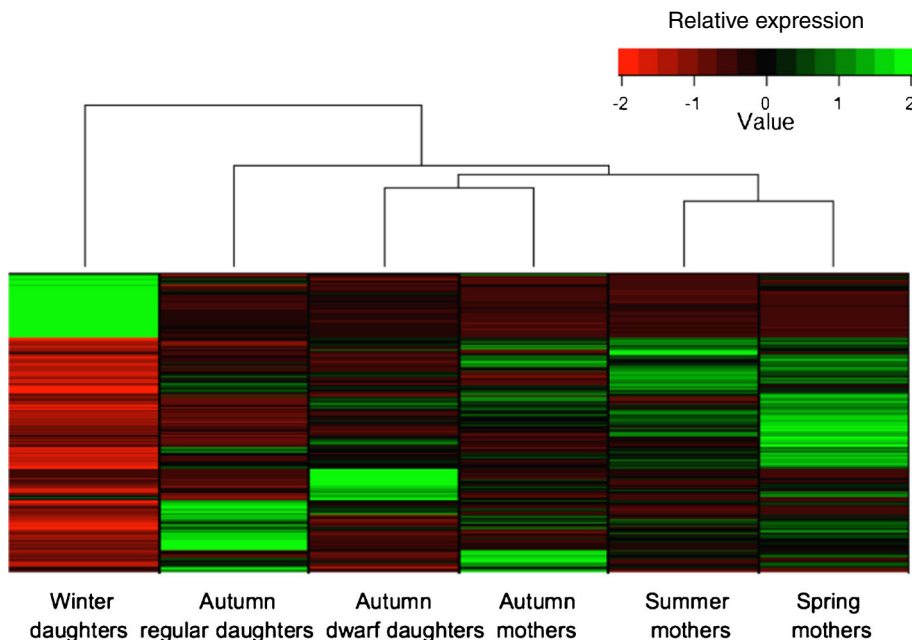 Relative expression
-2 -1 0 1 2
Value
Winter daughters
Autumn regular daughters
Autumn dwarf daughters
Autumn mothers
Summer mothers
Spring mothers